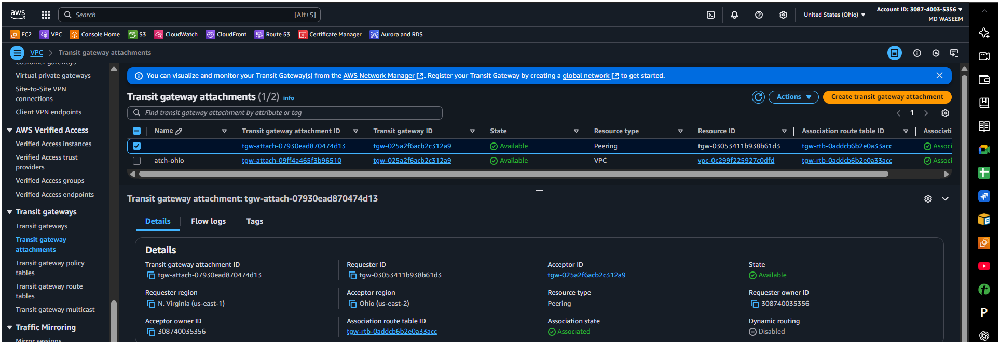 aws
Search [Alt+S]
United States (Ohio)
Account ID: 3087-4003-5356
MD WASEEM
EC2 VPC Console Home S3 CloudWatch CloudFront Route 53 Certificate Manager Aurora and RDS
VPC Transit gateway attachments
Customer gateways
Virtual private gateways
Site-to-Site VPN
connections
Client VPN endpoints
AWS Verified Access
Verified Access instances
Verified Access trust
providers
Verified Access groups
Verified Access endpoints
Transit gateways
Transit gateways
Transit gateway
attachments
Transit gateway policy
tables
Transit gateway route
tables
Transit gateway multicast
Traffic Mirroring
Mirror sessions
You can visualize and monitor your Transit Gateway(s) from the AWS Network Manager. Register your Transit Gateway by creating a global network to get started.
Transit gateway attachments (1/2) info
Actions
Create transit gateway attachment
Find transit gateway attachment by attribute or tag
1
Name Transit gateway attachment ID Transit gateway ID State Resource type Resource ID Association route table ID Associati
tgw-attach-07930ead870474d13 tgw-025a2f6acb2c312a9 Available Peering tgw-03053411b938b61d3 tgw-rtb-0addcb6b2e0a33acc Associ
atch-ohio tgw-attach-09ff4a465f3b96510 tgw-025a2f6acb2c312a9 Available VPC vpc-0c299f225927c0dfd tgw-rtb-0addcb6b2e0a33acc Associ
Transit gateway attachment: tgw-attach-07930ead870474d13
Details Flow logs Tags
Details
Transit gateway attachment ID Requester ID Acceptor ID State
tgw-attach-07930ead870474d13 tgw-03053411b938b61d3 tgw-025a2f6acb2c312a9 Available
Requester region Acceptor region Resource type Requester owner ID
N. Virginia (us-east-1) Ohio (us-east-2) Peering 308740035356
Acceptor owner ID Association route table ID Association state Dynamic routing
308740035356 tgw-rtb-0addcb6b2e0a33acc Associated Disabled
P